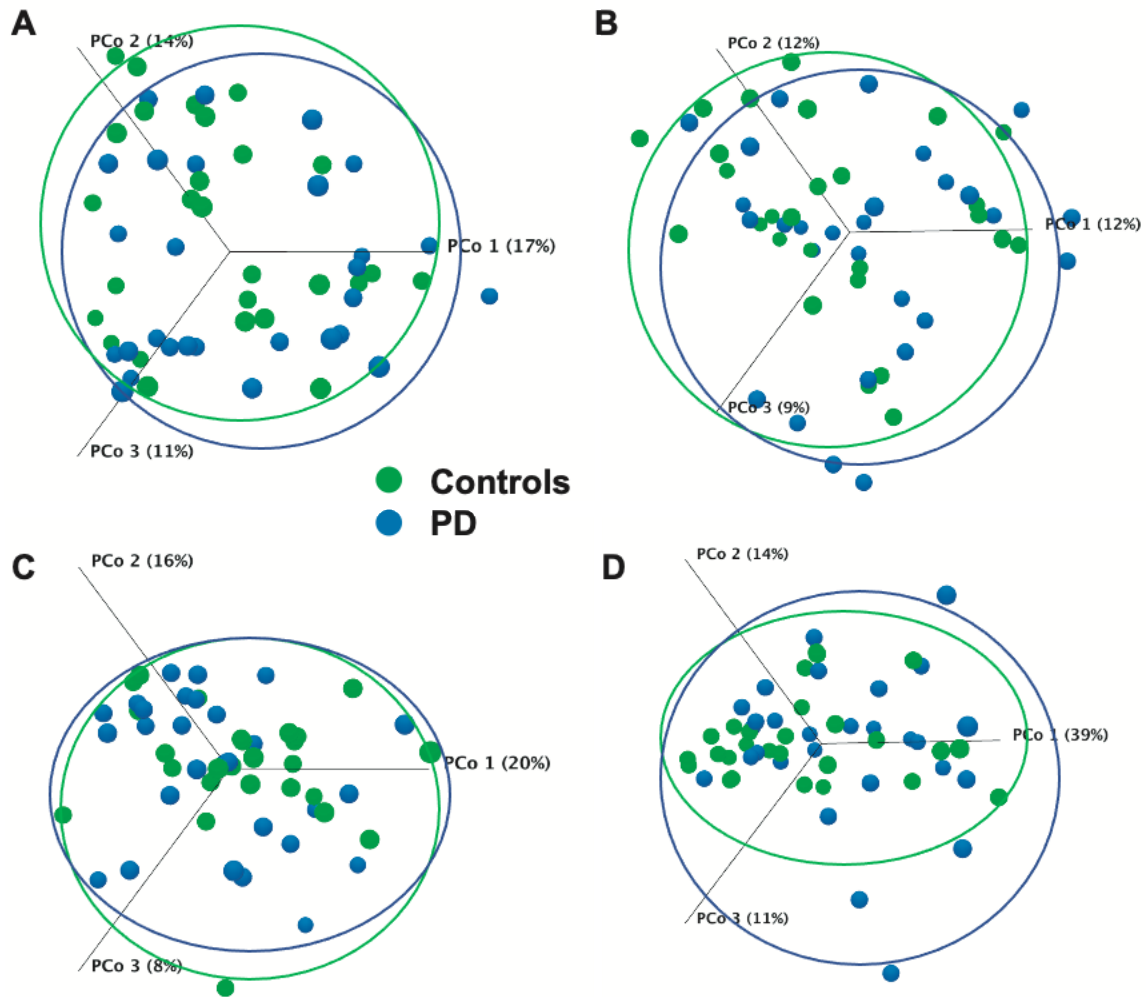 A
PCo 2 (14%)
PCo 1 (17%)
PCo 3 (11%)
B
PCo 2 (12%)
PCo 1 (12%)
PCo 3 (9%)
Controls
PD
C
PCo 2 (16%)
PCo 1 (20%)
PCo 3 (8%)
D
PCo 2 (14%)
PCo 1 (39%)
PCo 3 (11%)